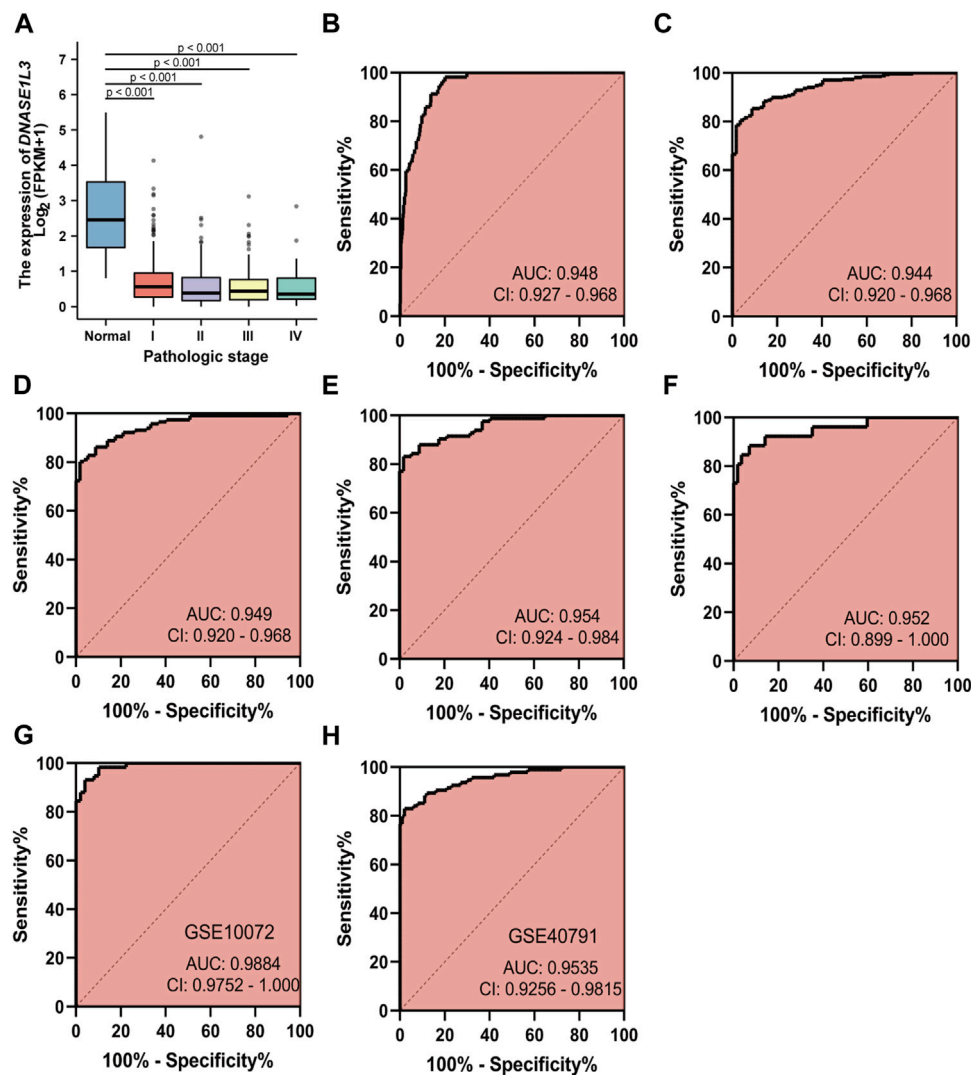 A
The expression of DNASE1L3
Log2 (FPKM+1)
7
6
5
4
3
2
1
0
p < 0.001
p < 0.001
p < 0.001
p < 0.001
Normal I II III IV
Pathologic stage
B
Sensitivity%
100
80
60
40
20
0
AUC: 0.948
CI: 0.927 - 0.968
0 20 40 60 80 100
100% - Specificity%
C
Sensitivity%
100
80
60
40
20
0
AUC: 0.944
CI: 0.920 - 0.968
0 20 40 60 80 100
100% - Specificity%
D
Sensitivity%
100
80
60
40
20
0
AUC: 0.949
CI: 0.920 - 0.968
0 20 40 60 80 100
100% - Specificity%
E
Sensitivity%
100
80
60
40
20
0
AUC: 0.954
CI: 0.924 - 0.984
0 20 40 60 80 100
100% - Specificity%
F
Sensitivity%
100
80
60
40
20
0
AUC: 0.952
CI: 0.899 - 1.000
0 20 40 60 80 100
100% - Specificity%
G
Sensitivity%
100
80
60
40
20
0
GSE10072
AUC: 0.9884
CI: 0.9752 - 1.000
0 20 40 60 80 100
100% - Specificity%
H
Sensitivity%
100
80
60
40
20
0
GSE40791
AUC: 0.9535
CI: 0.9256 - 0.9815
0 20 40 60 80 100
100% - Specificity%